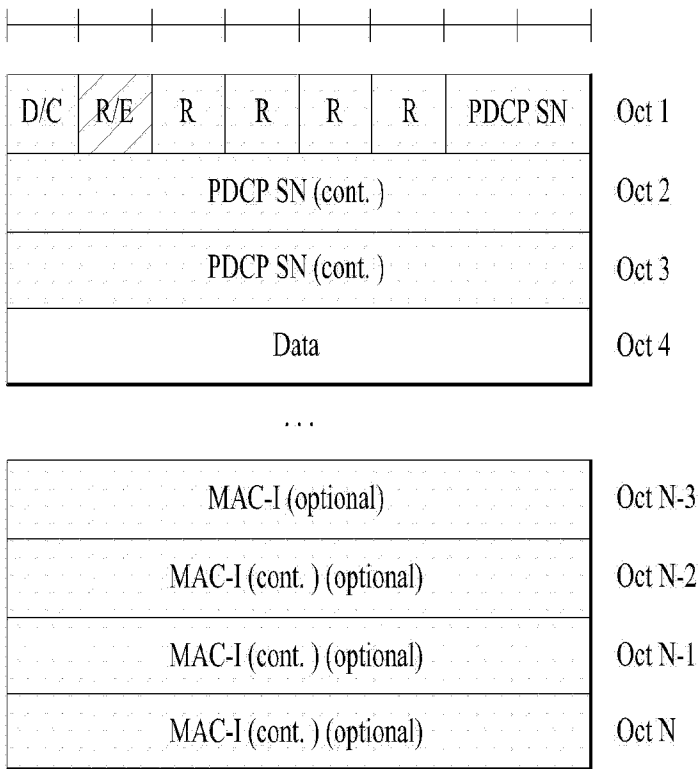 D/C R/E R R R R PDCP SN Oct 1
PDCP SN (cont. ) Oct 2
PDCP SN (cont. ) Oct 3
Data Oct 4
...
MAC-I (optional) Oct N-3
MAC-I (cont. ) (optional) Oct N-2
MAC-I (cont. ) (optional) Oct N-1
MAC-I (cont. ) (optional) Oct N